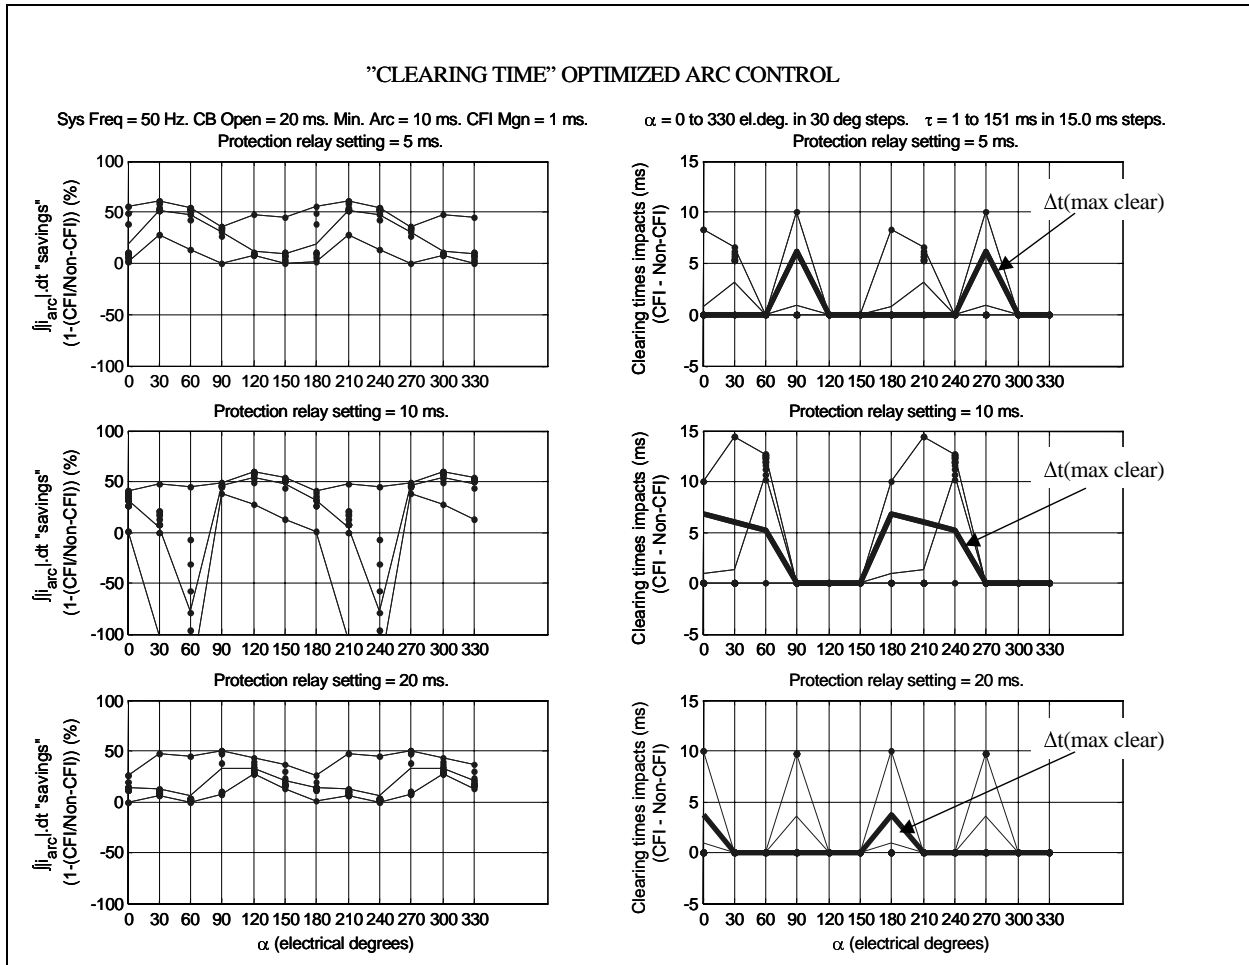 ”CLEARING TIME” OPTIMIZED ARC CONTROL
Sys Freq = 50 Hz. CB Open = 20 ms. Min. Arc = 10 ms. CFI Mgn = 1 ms.
α = 0 to 330 el.deg. in 30 deg steps. τ = 1 to 151 ms in 15.0 ms steps.
Protection relay setting = 5 ms.
∫|i_arc|.dt "savings"
(1-(CFI/Non-CFI)) (%)
100
50
0
-50
-100
0 30 60 90 120 150 180 210 240 270 300 330
Protection relay setting = 5 ms.
Clearing times impacts (ms)
(CFI - Non-CFI)
15
10
5
0
-5
0 30 60 90 120 150 180 210 240 270 300 330
Δt(max clear)
Protection relay setting = 10 ms.
∫|i_arc|.dt "savings"
(1-(CFI/Non-CFI)) (%)
100
50
0
-50
-100
0 30 60 90 120 150 180 210 240 270 300 330
Protection relay setting = 10 ms.
Clearing times impacts (ms)
(CFI - Non-CFI)
15
10
5
0
-5
0 30 60 90 120 150 180 210 240 270 300 330
Δt(max clear)
Protection relay setting = 20 ms.
∫|i_arc|.dt "savings"
(1-(CFI/Non-CFI)) (%)
100
50
0
50
-100
0 30 60 90 120 150 180 210 240 270 300 330
α (electrical degrees)
Protection relay setting = 20 ms.
Clearing times impacts (ms)
(CFI - Non-CFI)
15
10
5
0
-5
0 30 60 90 120 150 180 210 240 270 300 330
α (electrical degrees)
Δt(max clear)